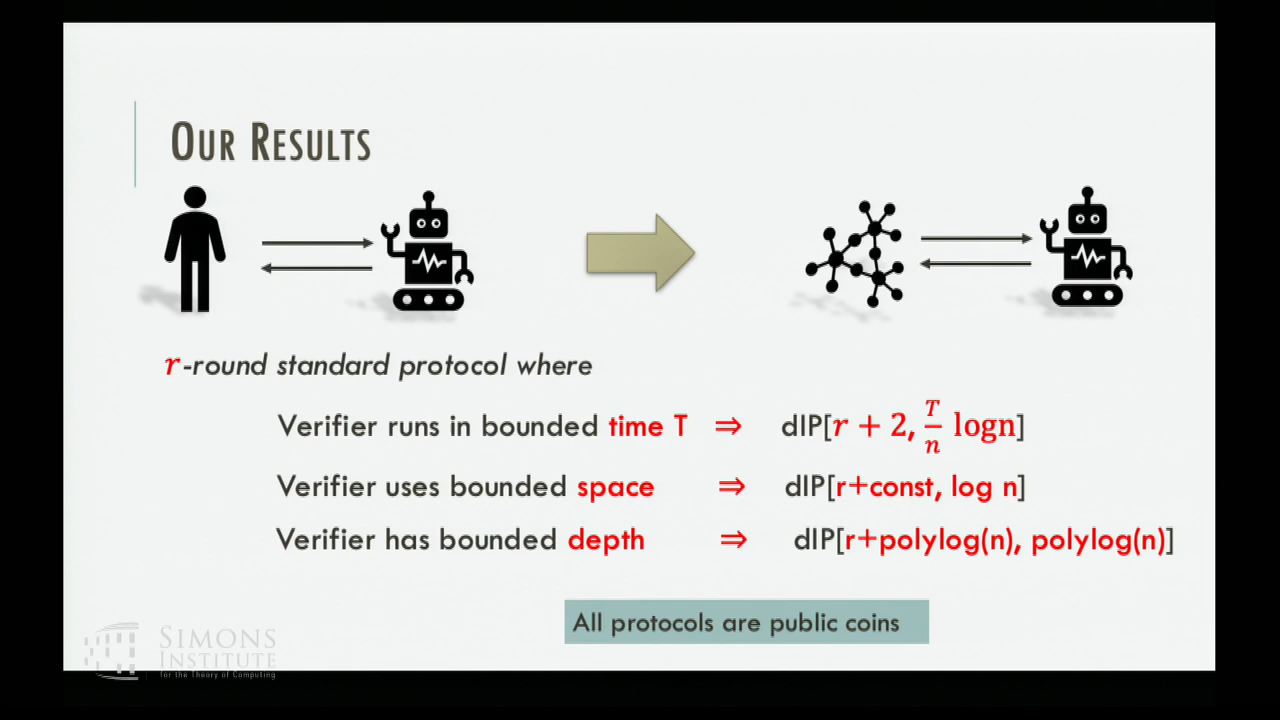 OUR RESULTS
r-round standard protocol where
Verifier runs in bounded time T ⇒ dIP[r + 2, T/n logn]
Verifier uses bounded space ⇒ dIP[r+const, log n]
Verifier has bounded depth ⇒ dIP[r+polylog(n), polylog(n)]
All protocols are public coins
SIMONS
INSTITUTE
for the Theory of Computing